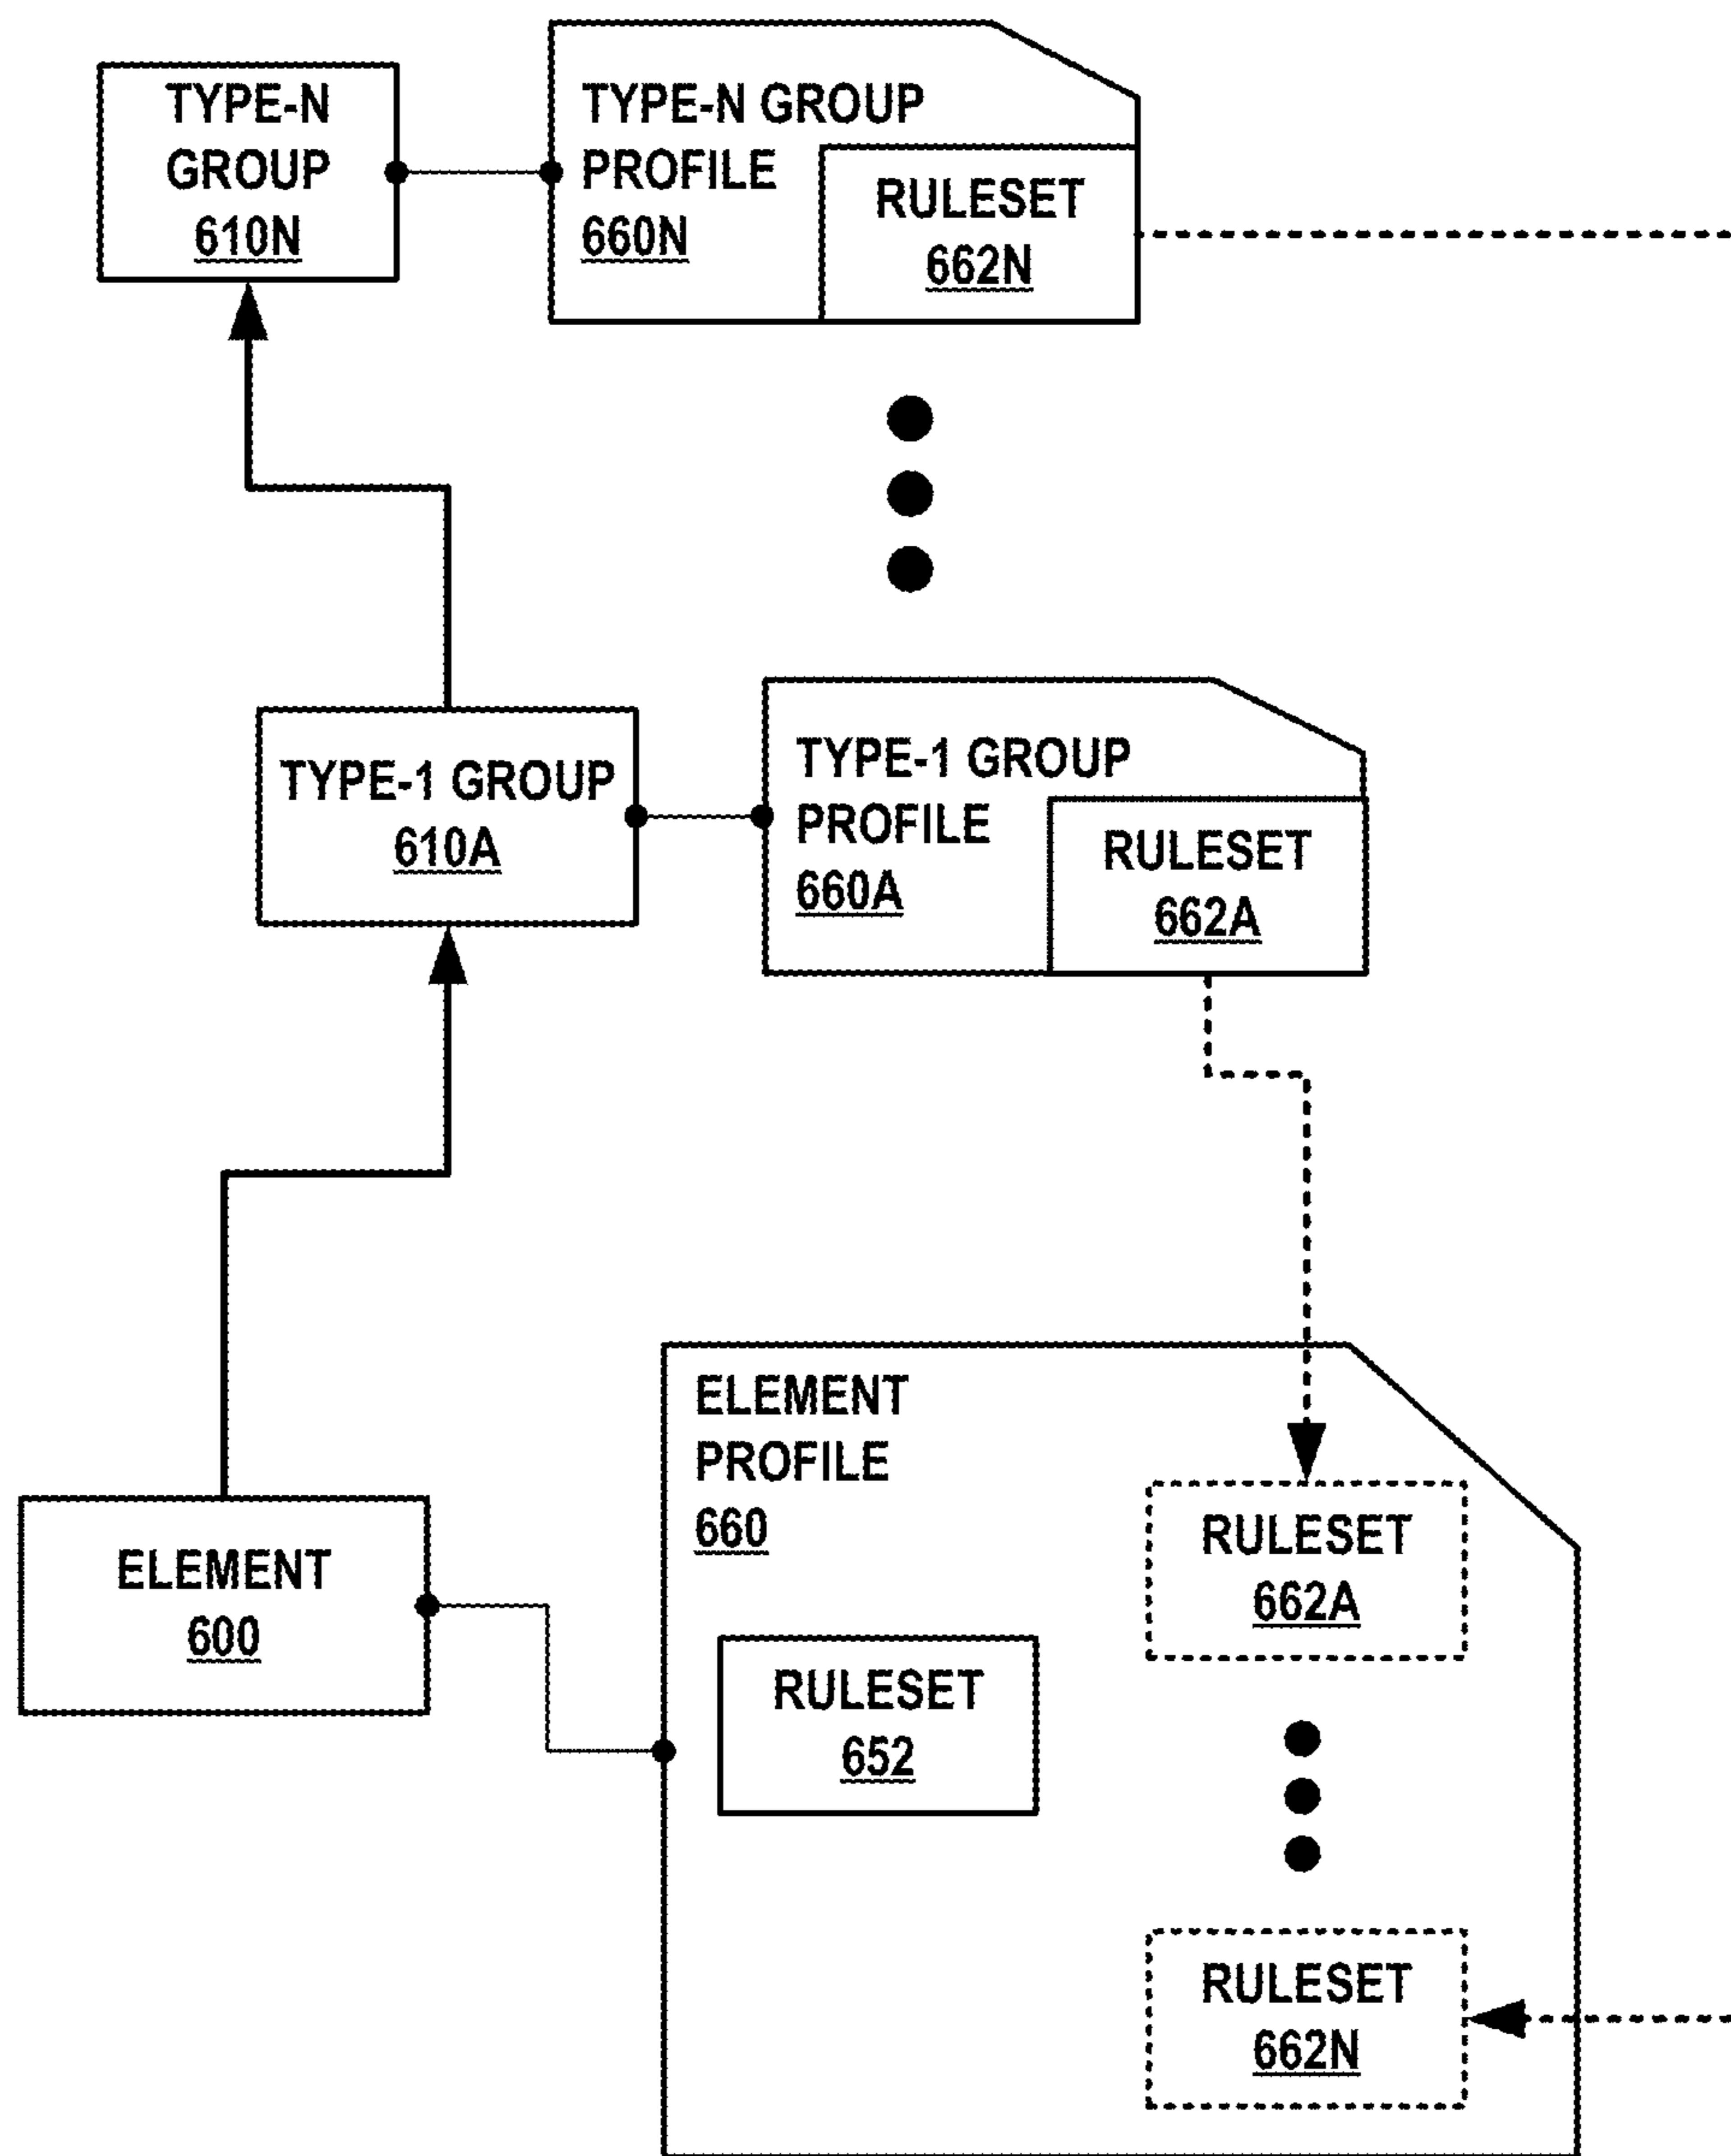 TYPE-N
GROUP
610N
TYPE-N GROUP
PROFILE
660N
RULESET
662N
TYPE-1 GROUP
610A
TYPE-1 GROUP
PROFILE
660A
RULESET
662A
ELEMENT
PROFILE
660
ELEMENT
600
RULESET
652
RULESET
662A
RULESET
662N